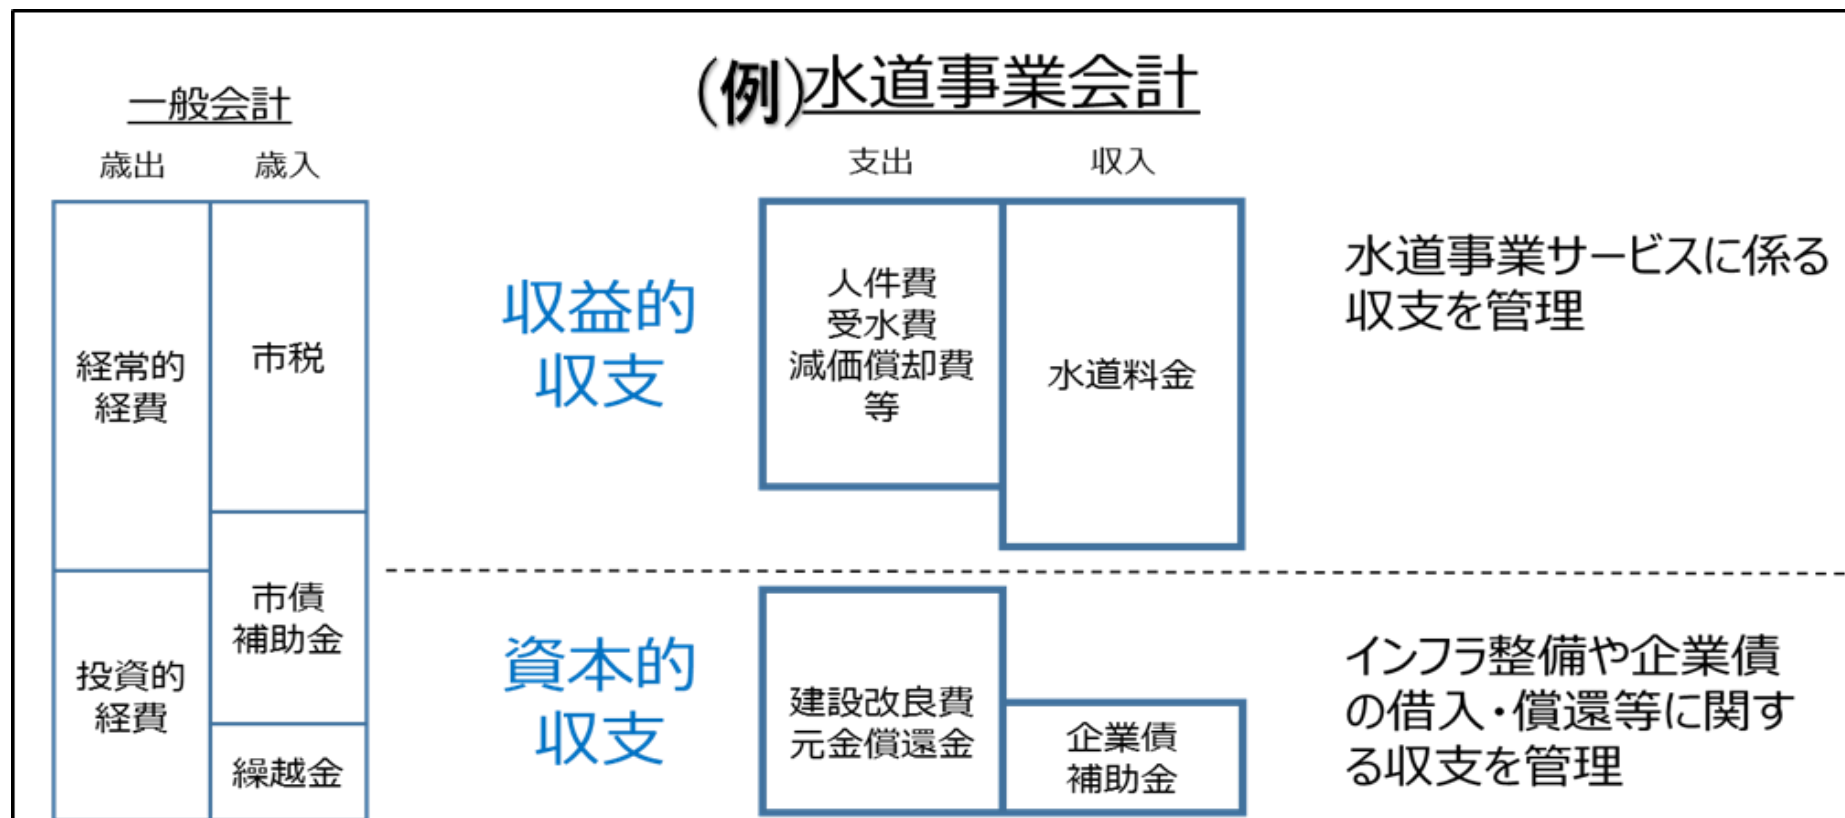 (例)水道事業会計
一般会計
歳出
歳入
経常的
経費
投資的
経費
市税
市債
補助金
繰越金
支出
収入
収益的
収支
人件費
受水費
減価償却費
等
水道料金
水道事業サービスに係る
収支を管理
資本的
収支
建設改良費
元金償還金
企業債
補助金
インフラ整備や企業債
の借入・償還等に関す
る収支を管理